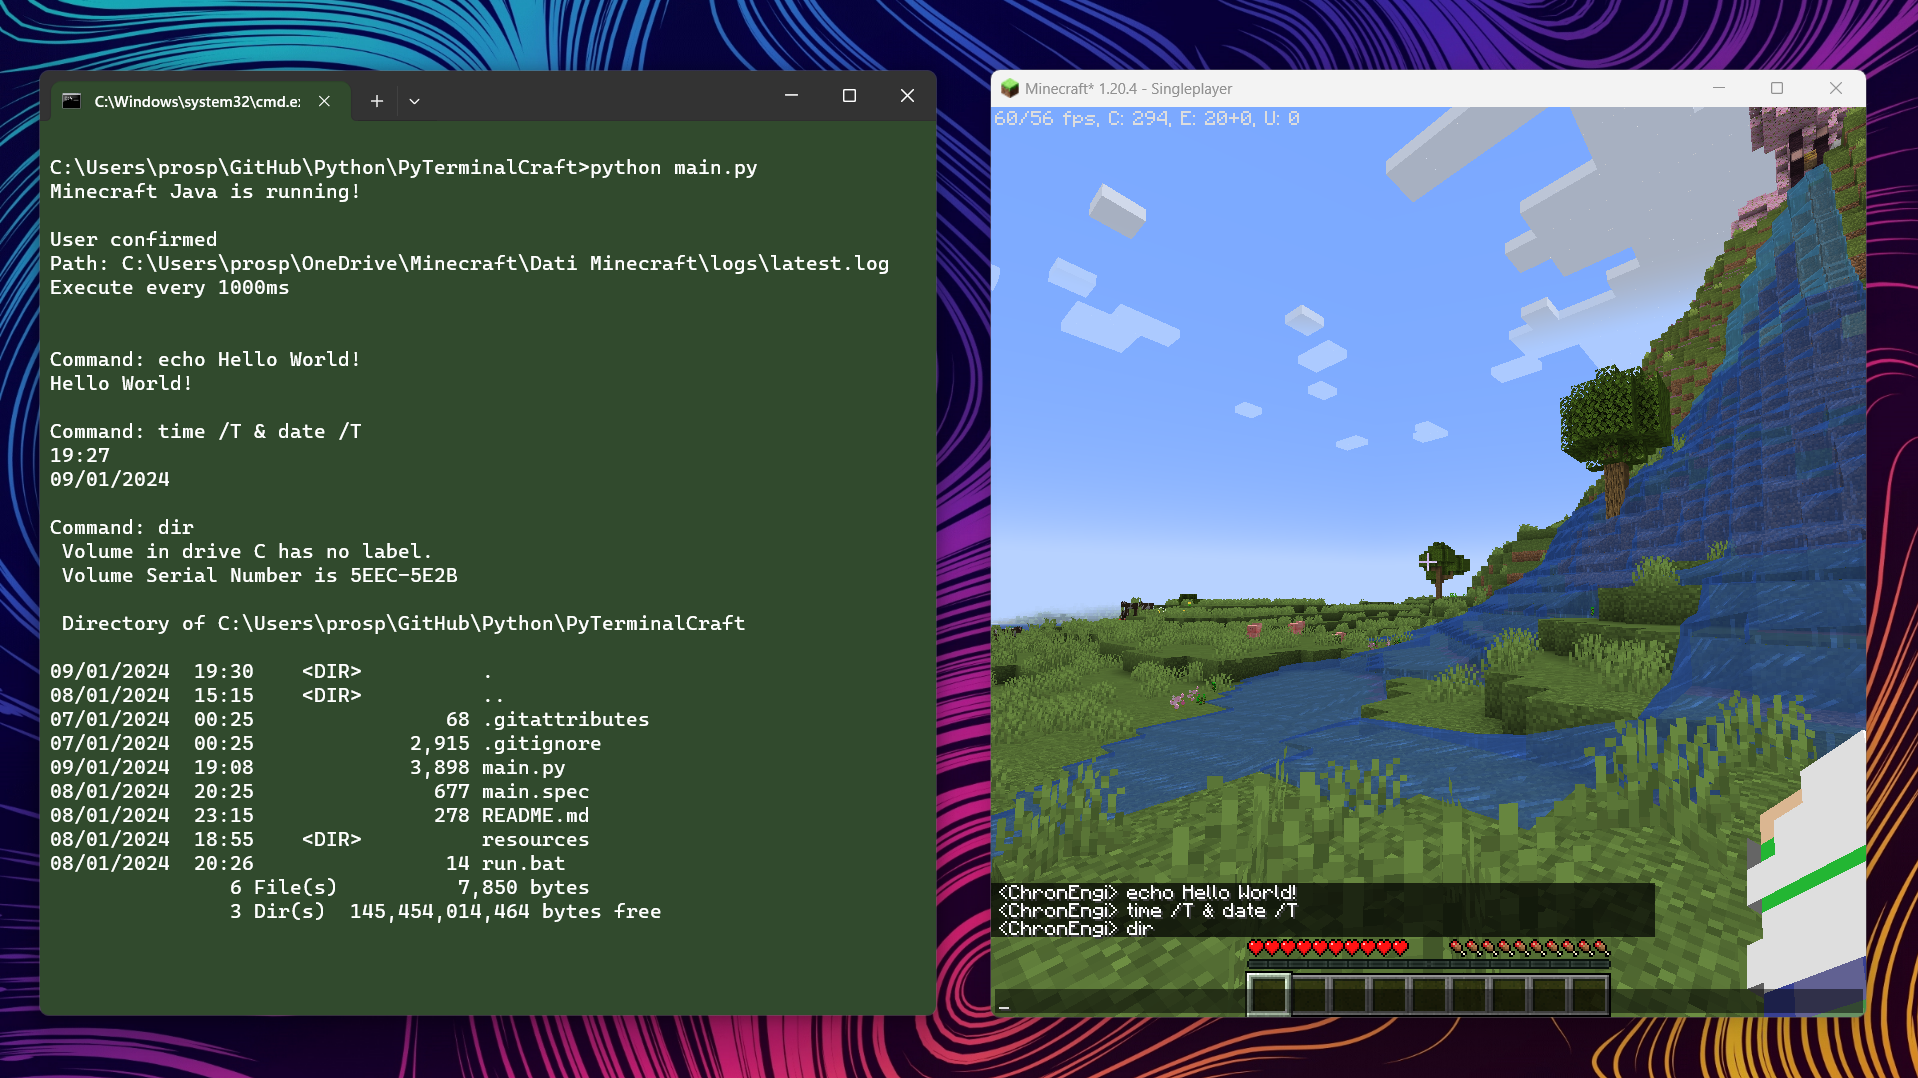 C:\Windows\system32\cmd.e:
C:\Users\prosp\GitHub\Python\PyTerminalCraft>python main.py
Minecraft Java is running!
User confirmed
Path: C:\Users\prosp\OneDrive\Minecraft\Dati Minecraft\logs\latest.log
Execute every 1000ms
Command: echo Hello World!
Hello World!
Command: time /T & date /T
19:27
09/01/2024
Command: dir
Volume in drive C has no label.
Volume Serial Number is 5EEC-5E2B
Directory of C:\Users\prosp\GitHub\Python\PyTerminalCraft
09/01/2024  19:30    <DIR>          .
08/01/2024  15:15    <DIR>          ..
07/01/2024  00:25                68 .gitattributes
07/01/2024  00:25             2,915 .gitignore
09/01/2024  19:08             3,898 main.py
08/01/2024  20:25               677 main.spec
08/01/2024  23:15               278 README.md
08/01/2024  18:55    <DIR>          resources
08/01/2024  20:26                14 run.bat
6 File(s)          7,850 bytes
3 Dir(s)  145,454,014,464 bytes free
Minecraft* 1.20.4 - Singleplayer
60/56 fps, C: 294, E: 20+0, U: 0
<ChronEngi> echo Hello World!
<ChronEngi> time /T & date /T
<ChronEngi> dir
_